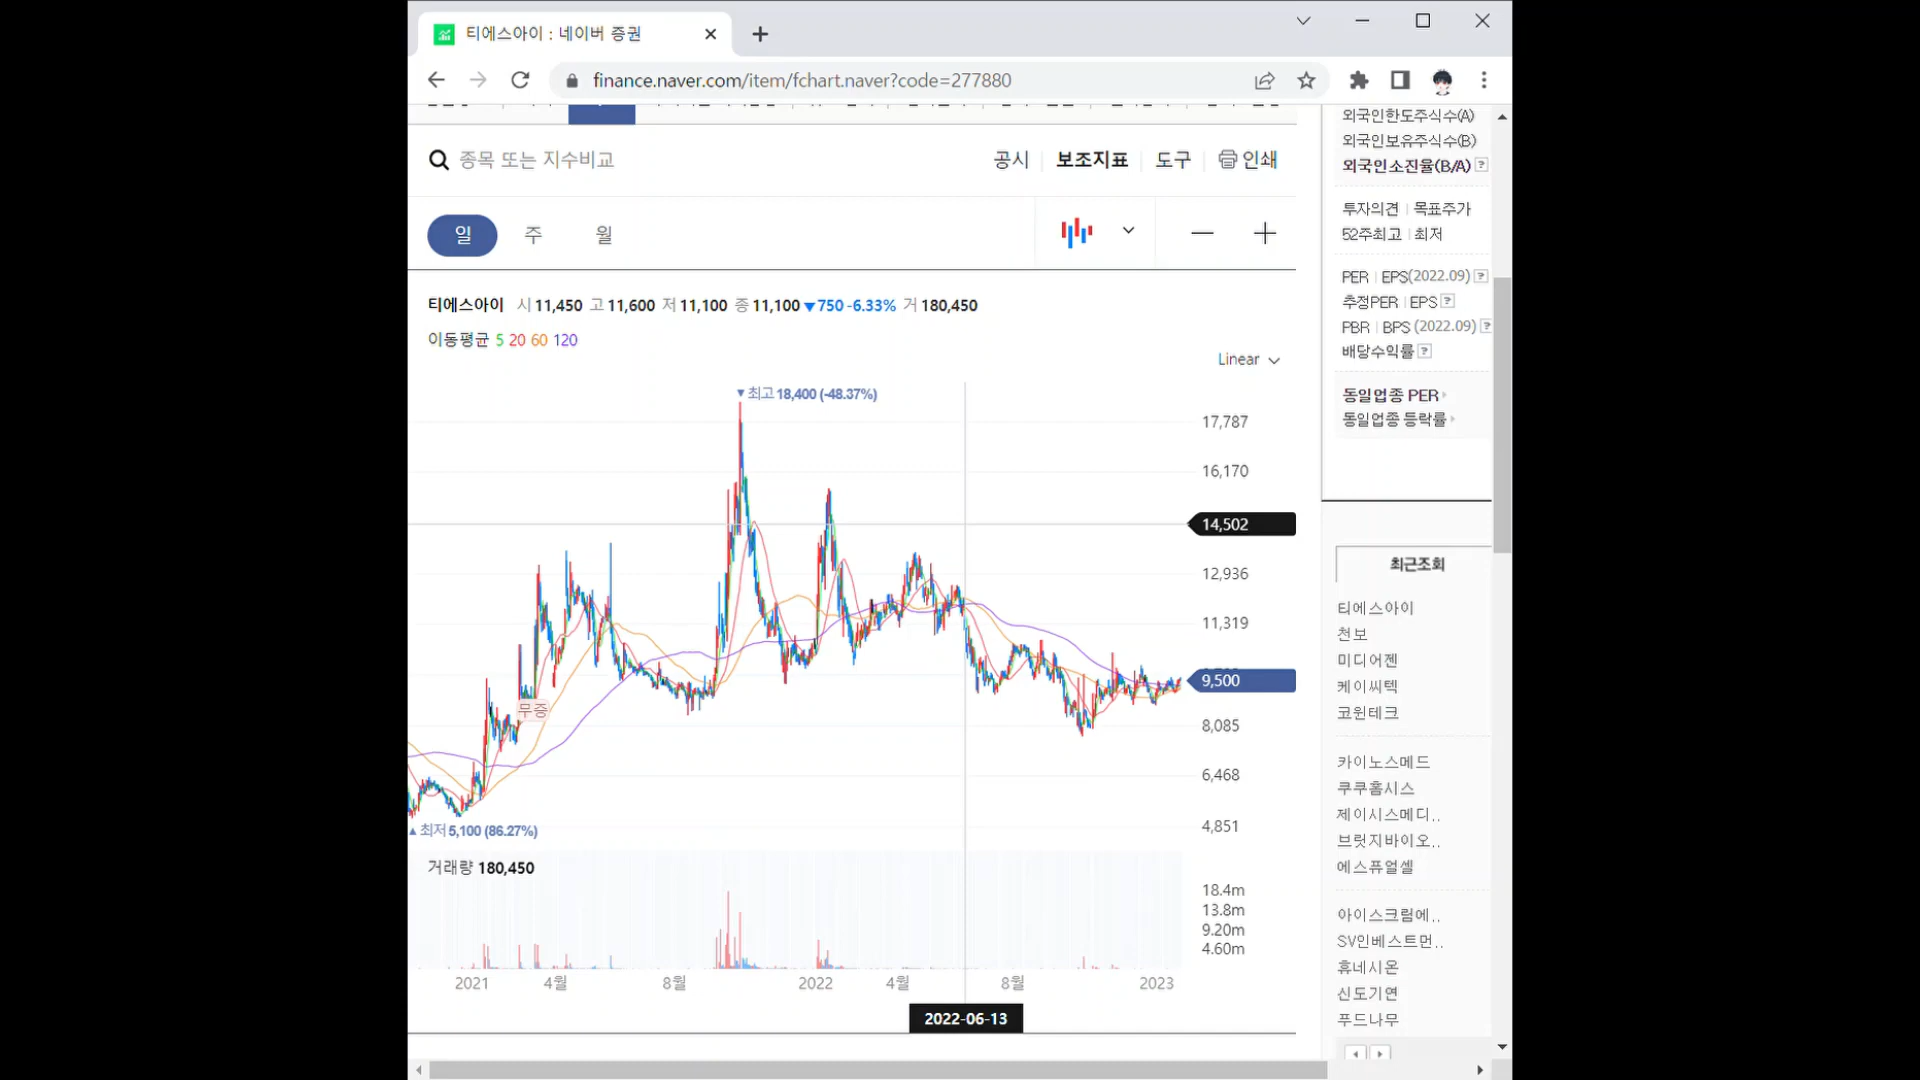 티에스아이 : 네이버 증권
finance.naver.com/item/fchart.naver?code=277880
종목 또는 지수비교
공시 보조지표 도구 인쇄
일 주 월
티에스아이 시 11,450 고 11,600 저 11,100 종 11,100 ▼750 -6.33% 거 180,450
이동평균 5 20 60 120
Linear
▼최고 18,400 (-48.37%)
17,787
16,170
14,502
12,936
11,319
9,500
8,085
6,468
4,851
무증
▲최저 5,100 (86.27%)
거래량 180,450
18.4m
13.8m
9.20m
4.60m
2021 4월 8월 2022 4월 8월 2023
2022-06-13
외국인한도주식수(A)
외국인보유주식수(B)
외국인소진율(B/A) ?
투자의견 | 목표주가
52주최고 | 최저
PER | EPS(2022.09) ?
추정PER | EPS ?
PBR | BPS (2022.09) ?
배당수익률 ?
동일업종 PER
동일업종 등락률
최근조회
티에스아이
천보
미디어젠
케이씨텍
코윈테크
카이노스메드
쿠쿠홈시스
제이시스메디..
브릿지바이오..
에스퓨얼셀
아이스크림에..
SV인베스트먼..
휴네시온
신도기연
푸드나무